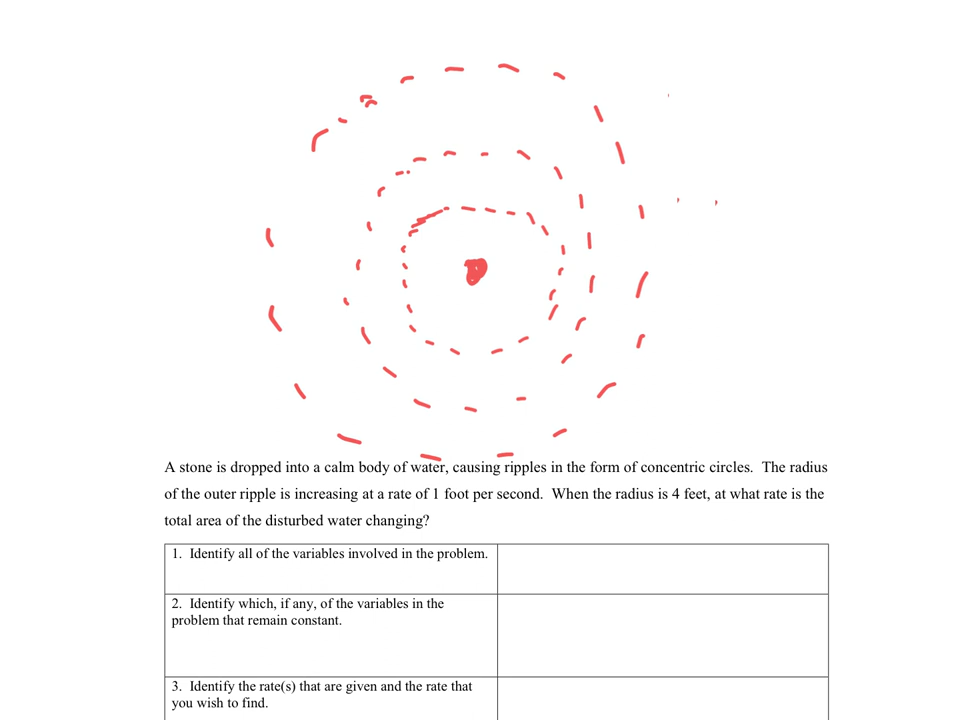 A stone is dropped into a calm body of water, causing ripples in the form of concentric circles.  The radius
of the outer ripple is increasing at a rate of 1 foot per second.  When the radius is 4 feet, at what rate is the
total area of the disturbed water changing?
1.  Identify all of the variables involved in the problem.
2.  Identify which, if any, of the variables in the
problem that remain constant.
3.  Identify the rate(s) that are given and the rate that
you wish to find.